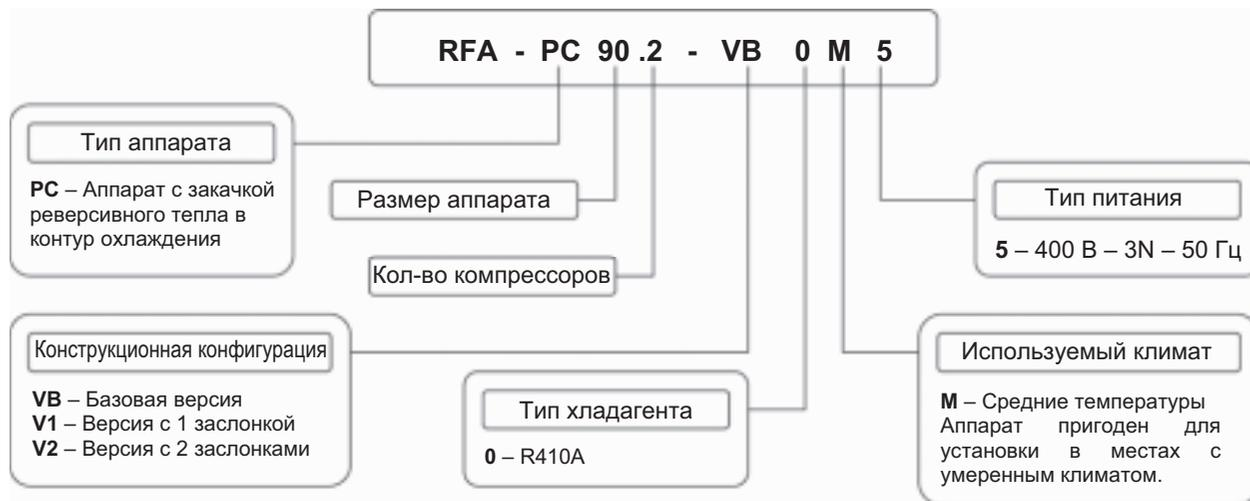 RFA - PC 90 .2 - VB 0 M 5
Тип аппарата
PC – Аппарат с закачкой
реверсивного тепла в
контур охлаждения
Размер аппарата
Тип питания
5 – 400 В – 3N – 50 Гц
Кол-во компрессоров
Конструкционная конфигурация
VB – Базовая версия
V1 – Версия с 1 заслонкой
V2 – Версия с 2 заслонками
Тип хладагента
0 – R410A
Используемый климат
M – Средние температуры
Аппарат пригоден для
установки в местах с
умеренным климатом.